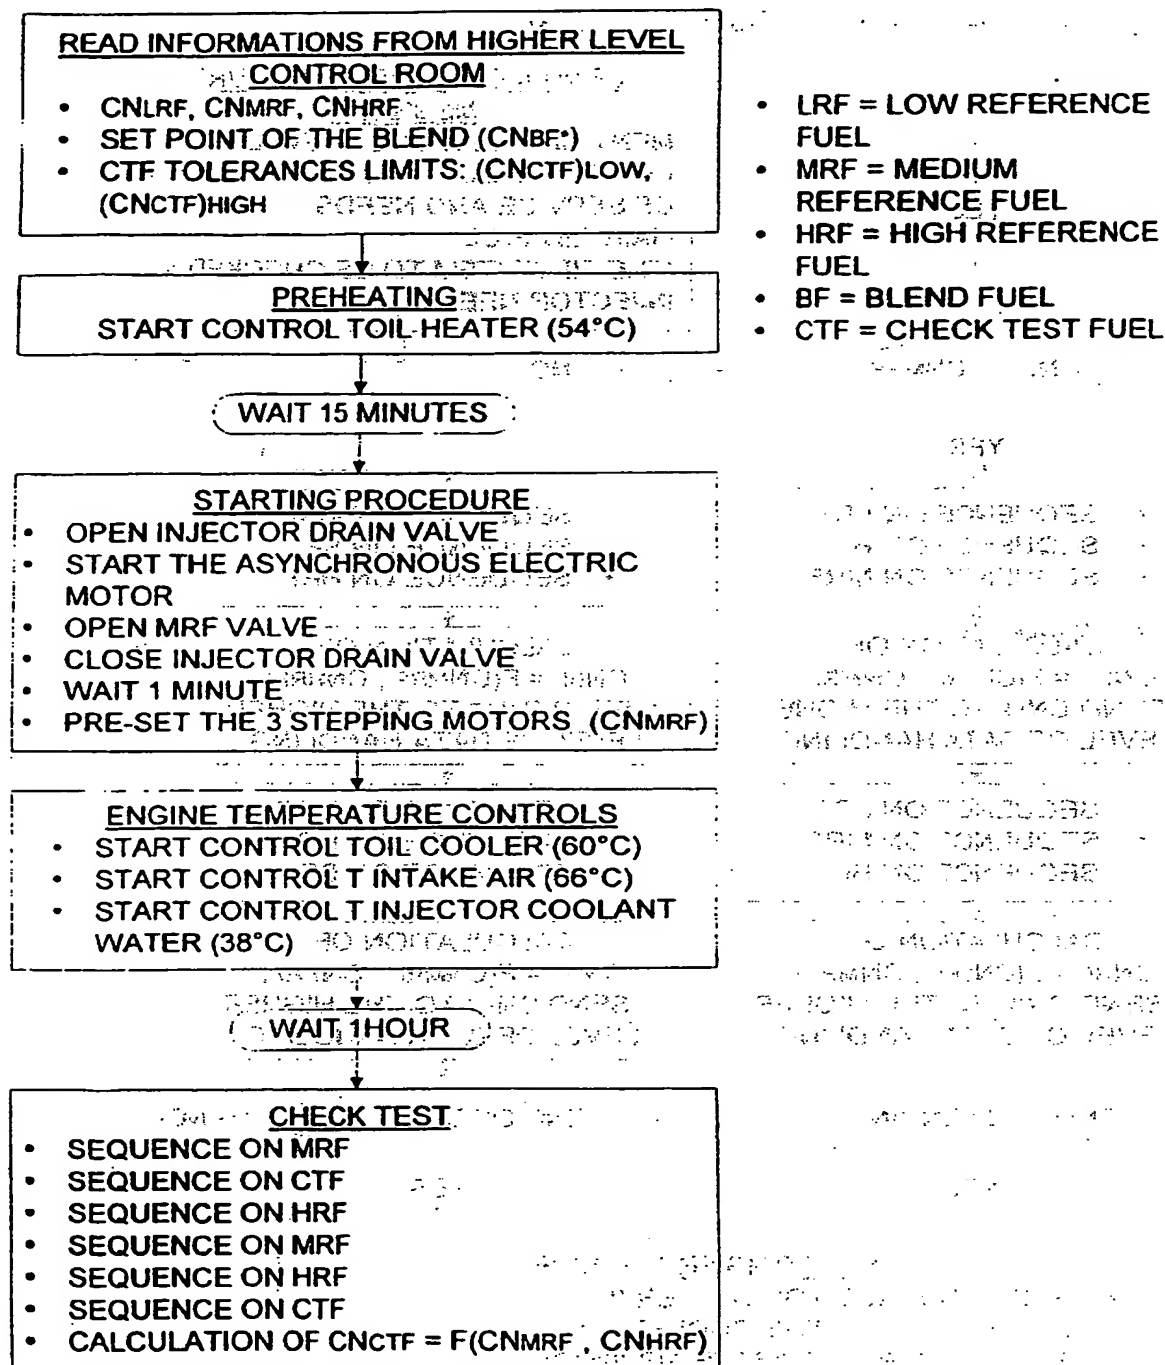 READ INFORMATIONS FROM HIGHER LEVEL
CONTROL ROOM
• CNLRF, CNMRF, CNHRF
• SET POINT OF THE BLEND (CNBF*)
• CTF TOLERANCES LIMITS: (CNCTF)LOW,
(CNCTF)HIGH
PREHEATING
START CONTROL TOIL HEATER (54°C)
WAIT 15 MINUTES
STARTING PROCEDURE
• OPEN INJECTOR DRAIN VALVE
• START THE ASYNCHRONOUS ELECTRIC
MOTOR
• OPEN MRF VALVE
• CLOSE INJECTOR DRAIN VALVE
• WAIT 1 MINUTE
• PRE-SET THE 3 STEPPING MOTORS (CNMRF)
ENGINE TEMPERATURE CONTROLS
• START CONTROL TOIL COOLER (60°C)
• START CONTROL T INTAKE AIR (66°C)
• START CONTROL T INJECTOR COOLANT
WATER (38°C)
WAIT 1HOUR
CHECK TEST
• SEQUENCE ON MRF
• SEQUENCE ON CTF
• SEQUENCE ON HRF
• SEQUENCE ON MRF
• SEQUENCE ON HRF
• SEQUENCE ON CTF
• CALCULATION OF CNCTF = F(CNMRF , CNHRF)
• LRF = LOW REFERENCE
FUEL
• MRF = MEDIUM
REFERENCE FUEL
• HRF = HIGH REFERENCE
FUEL
• BF = BLEND FUEL
• CTF = CHECK TEST FUEL